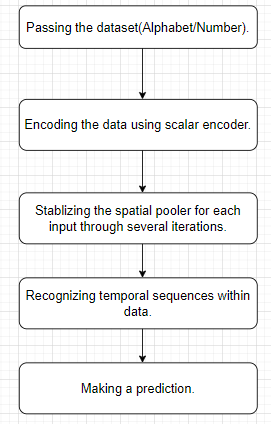 Passing the dataset(Alphabet/Number).
Encoding the data using scalar encoder.
Stablizing the spatial pooler for each
input through several iterations.
Recognizing temporal sequences within
data.
Making a prediction.